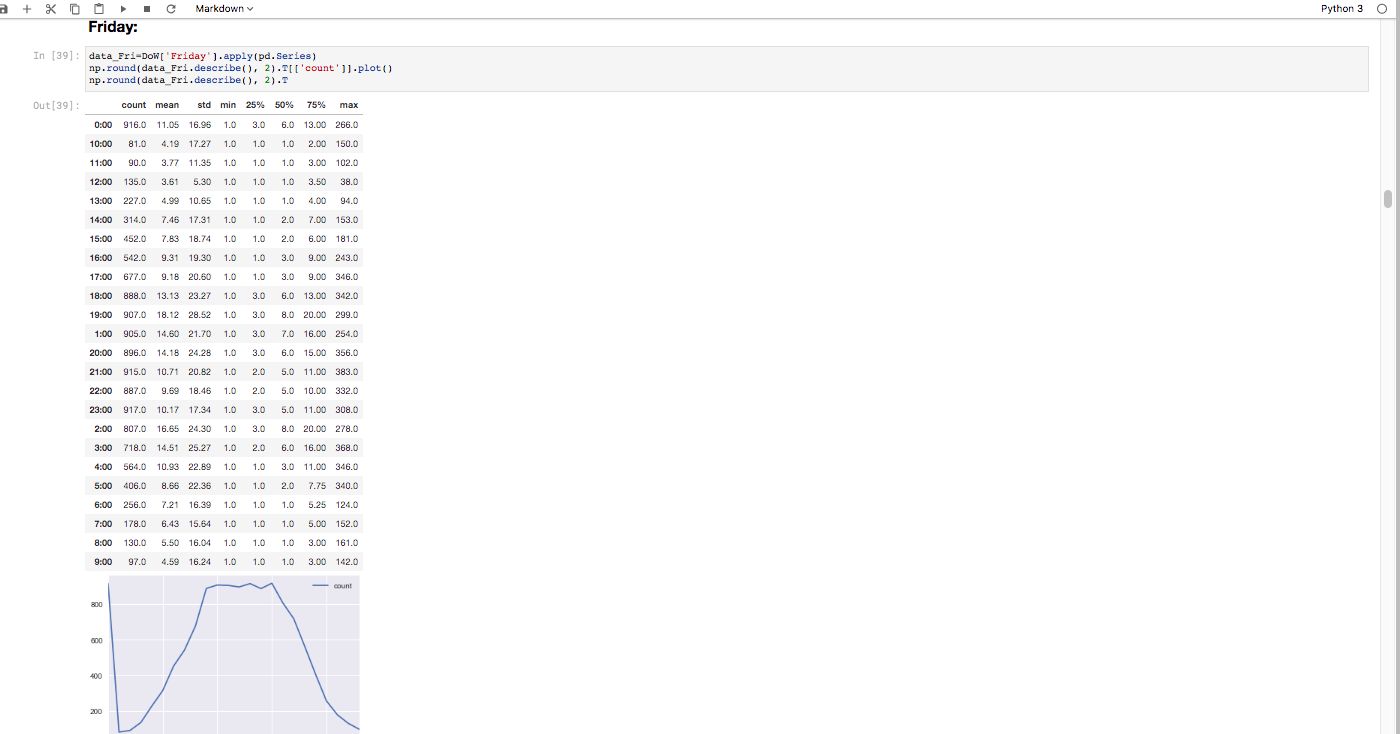 Markdown
Python 3
Friday:
In [39]:
data_Fri=DoW['Friday'].apply(pd.Series)
np.round(data_Fri.describe(), 2).T[['count']].plot()
np.round(data_Fri.describe(), 2).T
Out[39]:
count mean std min 25% 50% 75% max
0:00 916.0 11.05 16.96 1.0 3.0 6.0 13.00 266.0
10:00 81.0 4.19 17.27 1.0 1.0 1.0 2.00 150.0
11:00 90.0 3.77 11.35 1.0 1.0 1.0 3.00 102.0
12:00 135.0 3.61 5.30 1.0 1.0 1.0 3.50 38.0
13:00 227.0 4.99 10.65 1.0 1.0 1.0 4.00 94.0
14:00 314.0 7.46 17.31 1.0 1.0 2.0 7.00 153.0
15:00 452.0 7.83 18.74 1.0 1.0 2.0 6.00 181.0
16:00 542.0 9.31 19.30 1.0 1.0 3.0 9.00 243.0
17:00 677.0 9.18 20.60 1.0 1.0 3.0 9.00 346.0
18:00 888.0 13.13 23.27 1.0 3.0 6.0 13.00 342.0
19:00 907.0 18.12 28.52 1.0 3.0 8.0 20.00 299.0
1:00 905.0 14.60 21.70 1.0 3.0 7.0 16.00 254.0
20:00 896.0 14.18 24.28 1.0 3.0 6.0 15.00 356.0
21:00 915.0 10.71 20.82 1.0 2.0 5.0 11.00 383.0
22:00 887.0 9.69 18.46 1.0 2.0 5.0 10.00 332.0
23:00 917.0 10.17 17.34 1.0 3.0 5.0 11.00 308.0
2:00 807.0 16.65 24.30 1.0 3.0 8.0 20.00 278.0
3:00 718.0 14.51 25.27 1.0 2.0 6.0 16.00 368.0
4:00 564.0 10.93 22.89 1.0 1.0 3.0 11.00 346.0
5:00 406.0 8.66 22.36 1.0 1.0 2.0 7.75 340.0
6:00 256.0 7.21 16.39 1.0 1.0 1.0 5.25 124.0
7:00 178.0 6.43 15.64 1.0 1.0 1.0 5.00 152.0
8:00 130.0 5.50 16.04 1.0 1.0 1.0 3.00 161.0
9:00 97.0 4.59 16.24 1.0 1.0 1.0 3.00 142.0
count
800
600
400
200